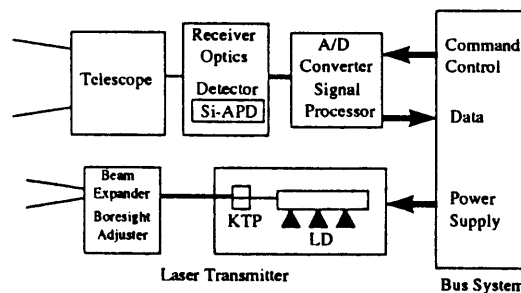 Telescope
Receiver
Optics
Detector
Si-APD
A/D
Converter
Signal
Processor
Command
Control
Data
Power
Supply
Bus System
Beam
Expander
Boresight
Adjuster
KTP
LD
Laser Transmitter